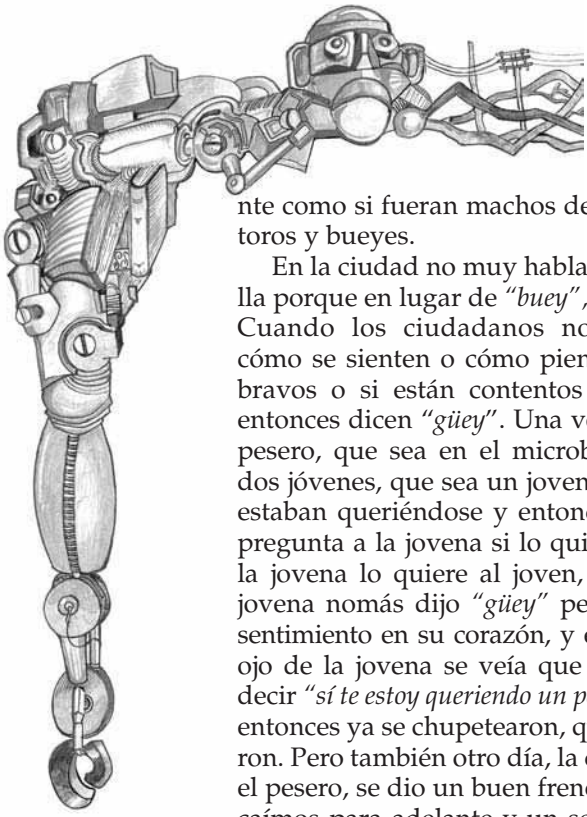 nte como si fueran machos de
toros y bueyes.
En la ciudad no muy habla
lla porque en lugar de “buey”,
Cuando los ciudadanos no
cómo se sienten o cómo pien
bravos o si están contentos
entonces dicen “güey”. Una ve
pesero, que sea en el microb
dos jóvenes, que sea un joven
estaban queriéndose y enton
pregunta a la jovena si lo qui
la jovena lo quiere al joven,
jovena nomás dijo “güey” pe
sentimiento en su corazón, y
ojo de la jovena se veía que
decir “sí te estoy queriendo un p
entonces ya se chupetearon, q
ron. Pero también otro día, la
el pesero, se dio un buen fren